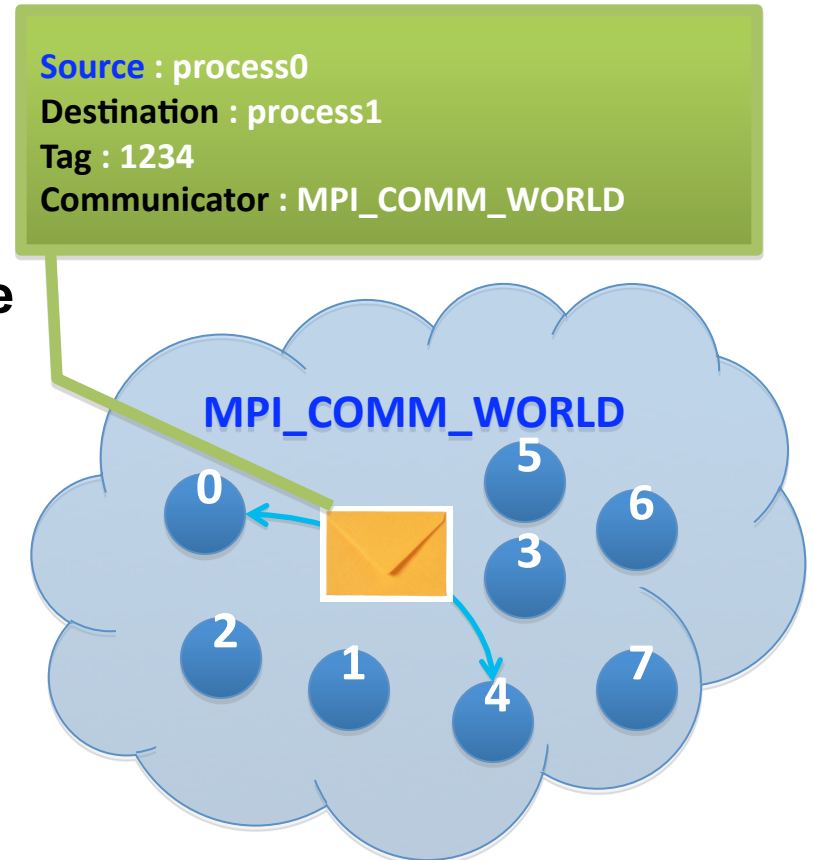 Source : process0
Destination : process1
Tag : 1234
Communicator : MPI_COMM_WORLD
e
MPI_COMM_WORLD
5
0
6
3
2
1
7
4